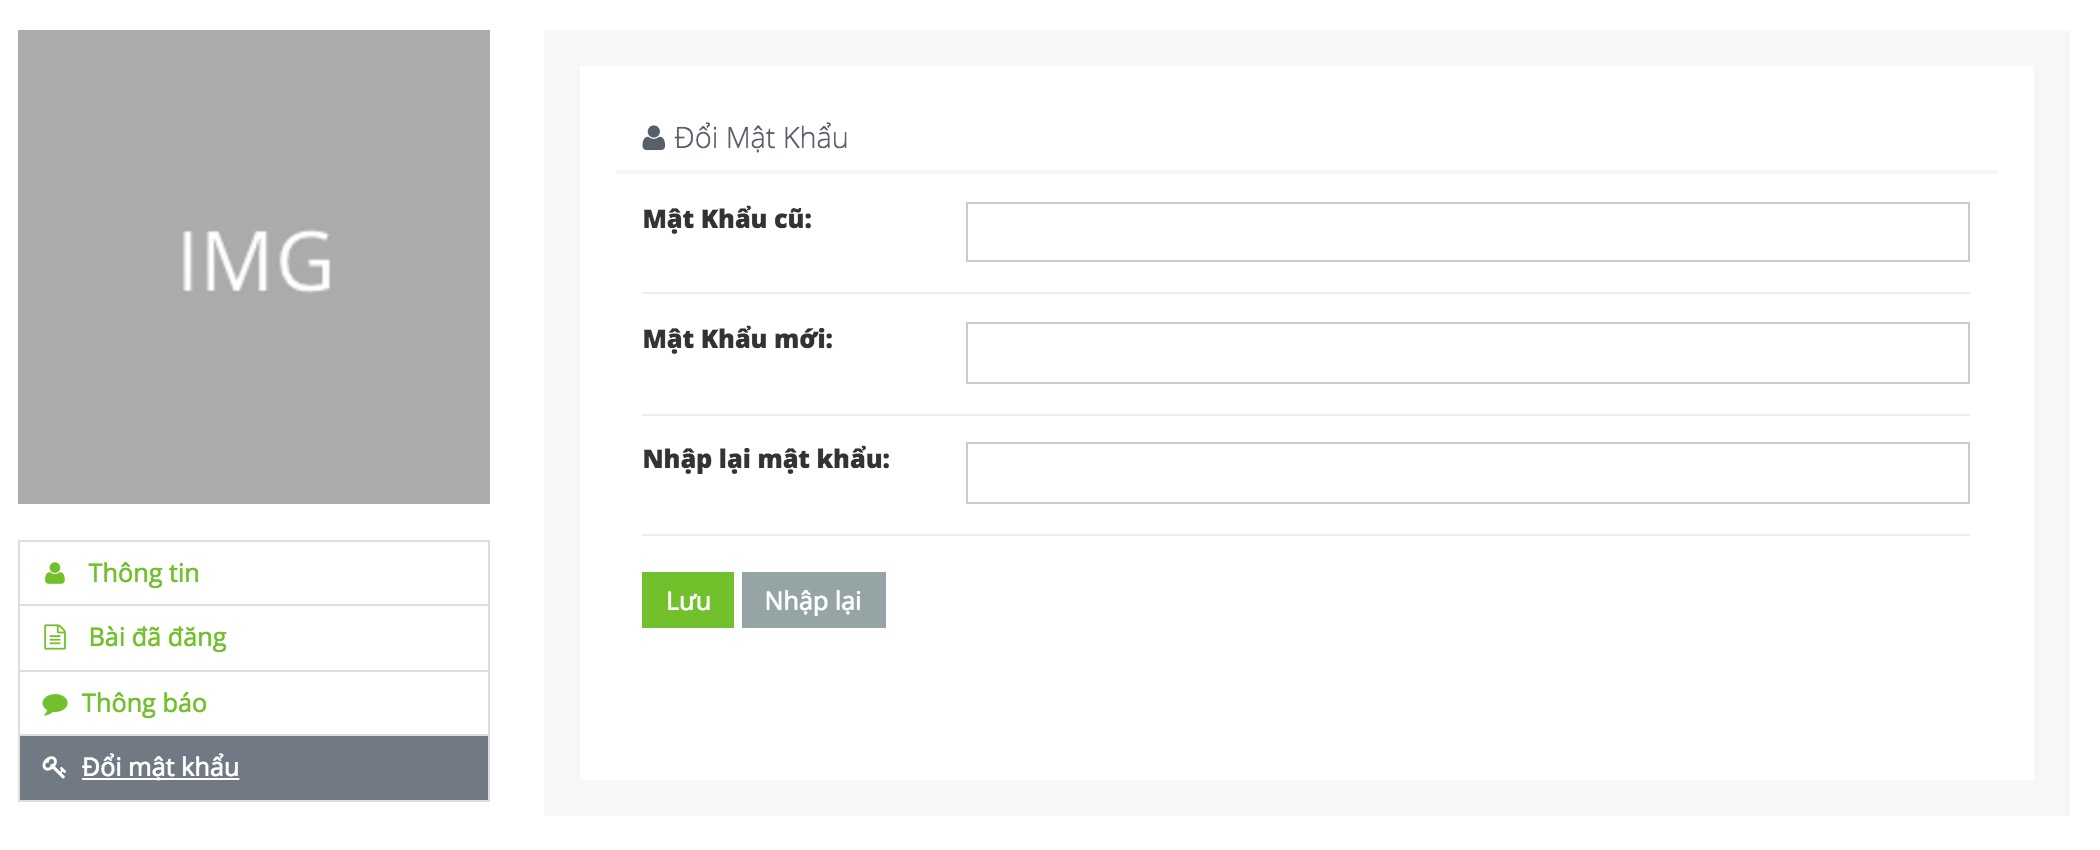 IMG
Thông tin
Bài đã đăng
Thông báo
Đổi mật khẩu
Đổi Mật Khẩu
Mật Khẩu cũ:
Mật Khẩu mới:
Nhập lại mật khẩu:
Lưu Nhập lại